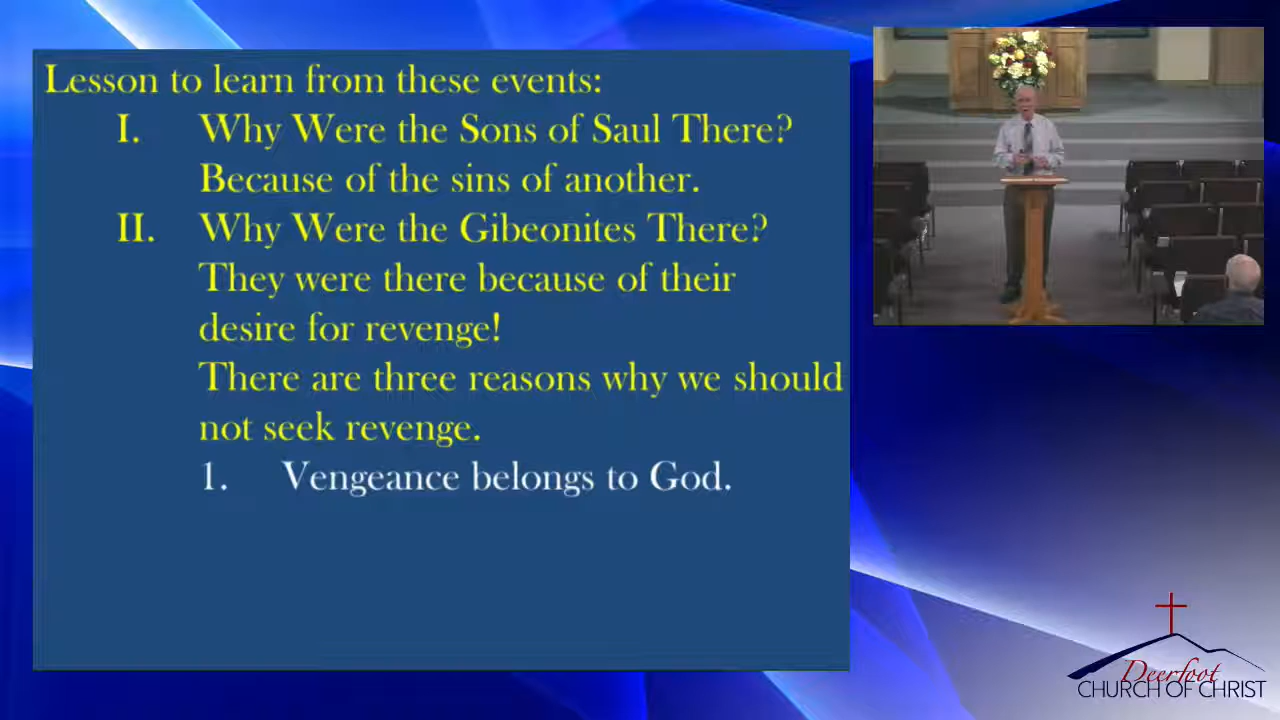 Lesson to learn from these events:
I. Why Were the Sons of Saul There?
Because of the sins of another.
II. Why Were the Gibeonites There?
They were there because of their
desire for revenge!
There are three reasons why we should
not seek revenge.
1. Vengeance belongs to God.
Deerfoot
CHURCH OF CHRIST